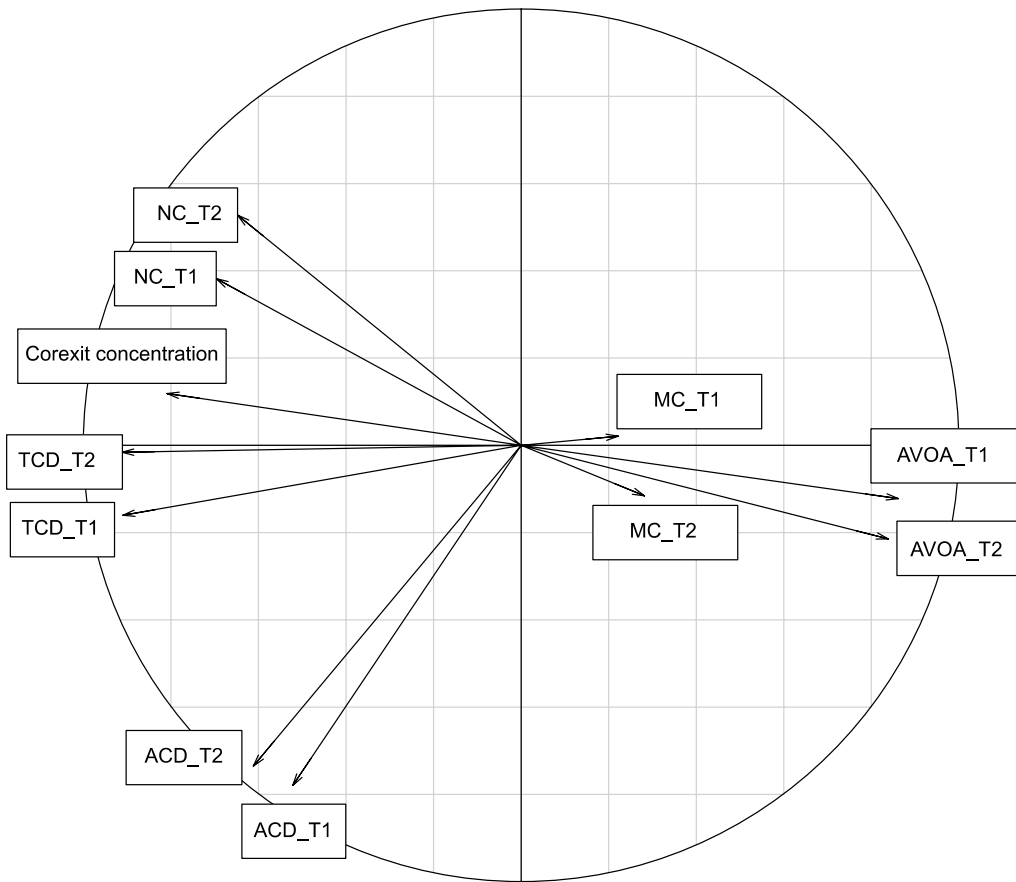 NC_T2
NC_T1
Corexit concentration
MC_T1
TCD_T2
AVOA_T1
TCD_T1
MC_T2
AVOA_T2
ACD_T2
ACD_T1